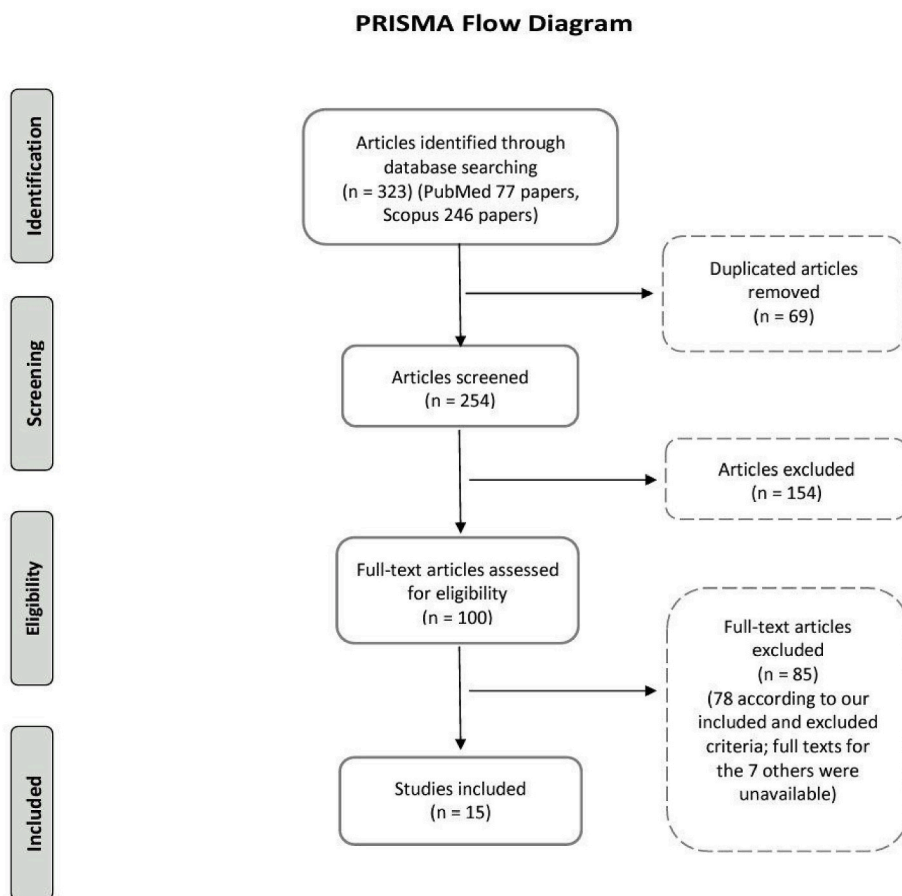 PRISMA Flow Diagram
Identification
Articles identified through
database searching
(n = 323) (PubMed 77 papers,
Scopus 246 papers)
Duplicated articles
removed
(n = 69)
Screening
Articles screened
(n = 254)
Articles excluded
(n = 154)
Eligibility
Full-text articles assessed
for eligibility
(n = 100)
Full-text articles
excluded
(n = 85)
(78 according to our
included and excluded
criteria; full texts for
the 7 others were
unavailable)
Included
Studies included
(n = 15)